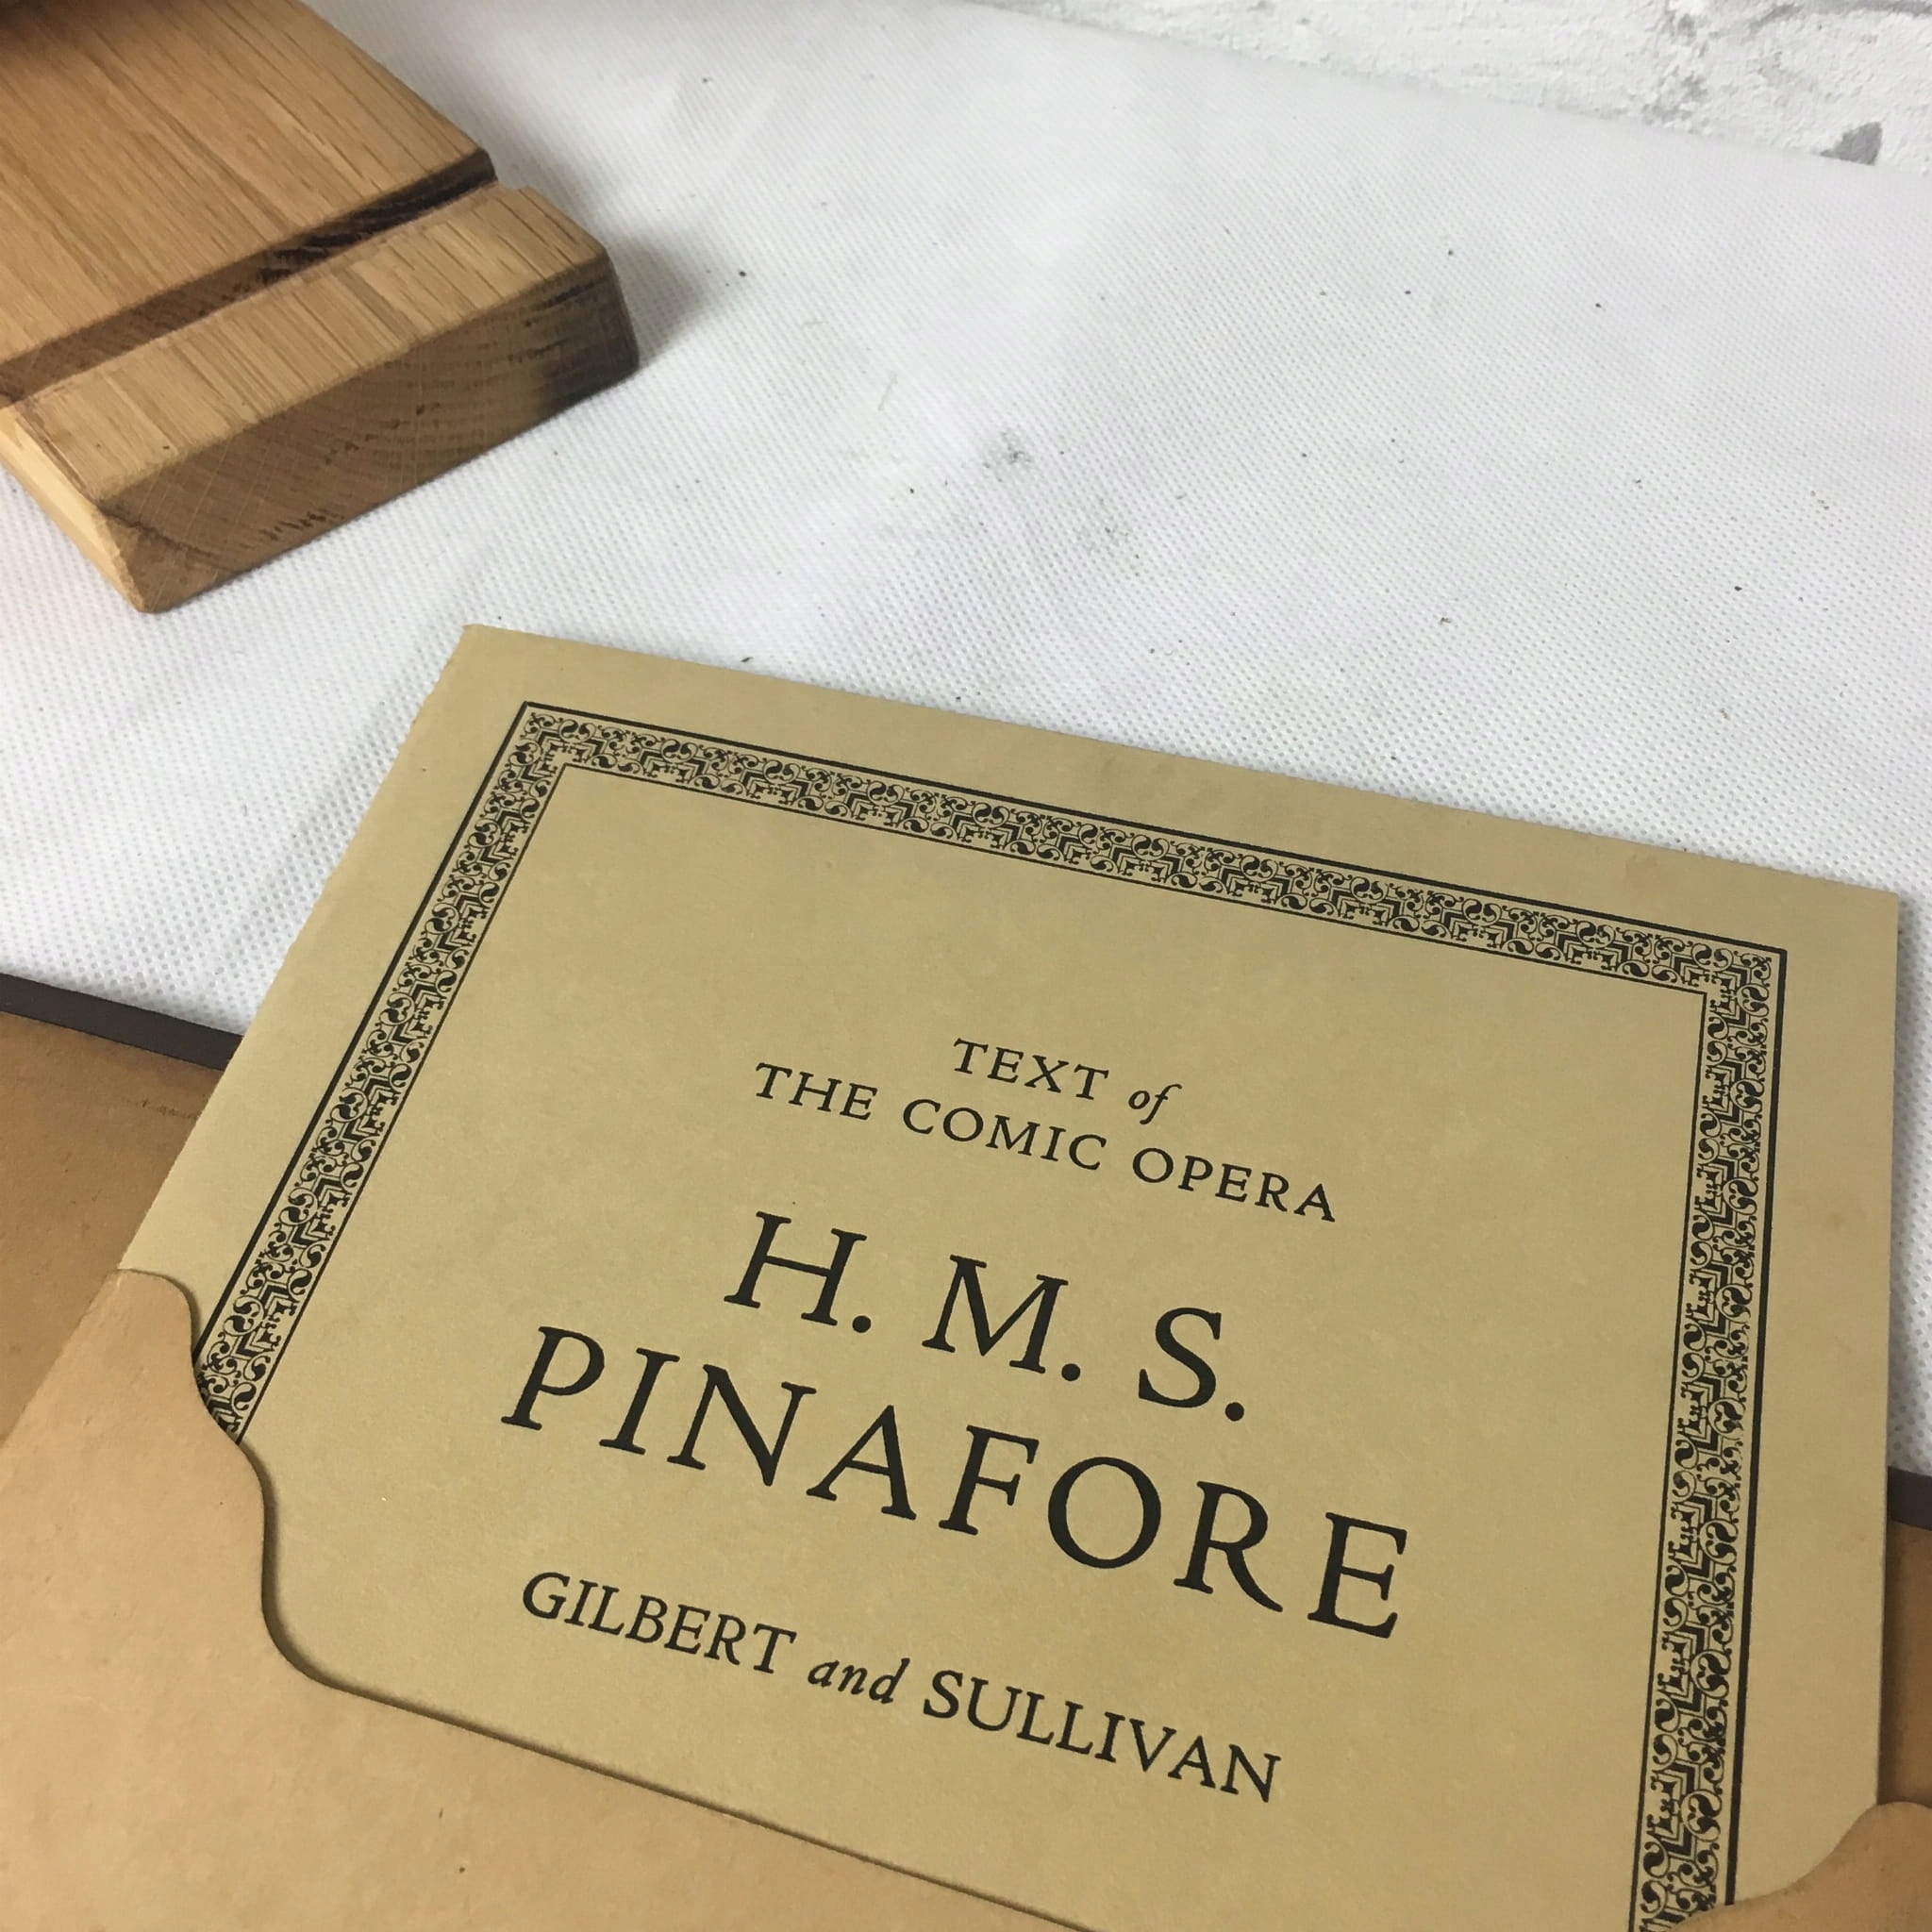 TEXT of
THE COMIC OPERA
H. M. S.
PINAFORE
GILBERT and SULLIVAN